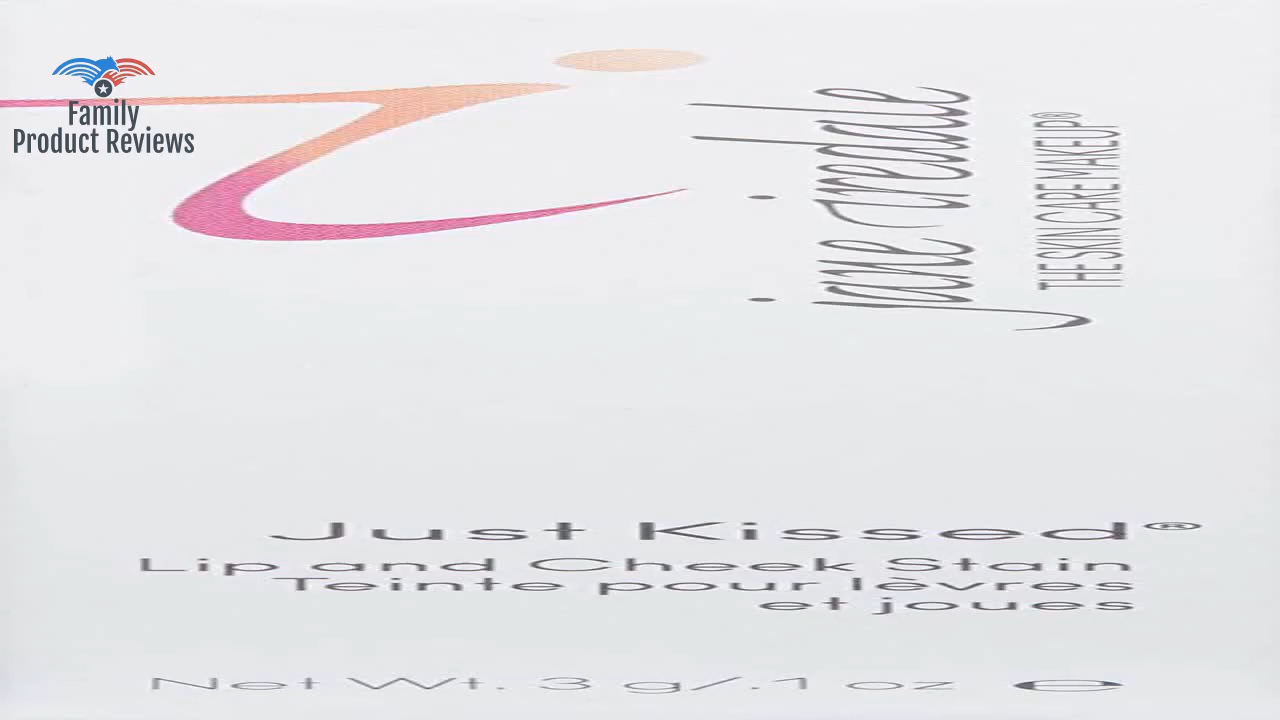 Family
Product Reviews
jane iredale
THE SKIN CARE MAKEUP®
Just Kissed®
Lip and Cheek Stain
Teinte pour lèvres
et joues
Net Wt. 3 g/.1 oz ℮